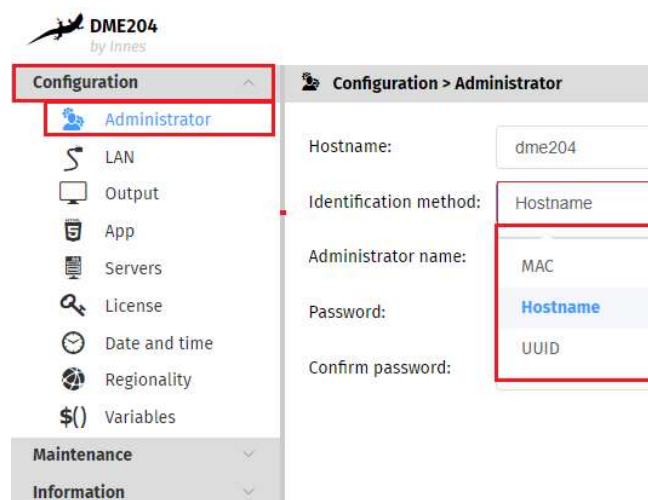 DME204
by Innes
Configuration
Administrator
LAN
Output
App
Servers
License
Date and time
Regionality
$() Variables
Maintenance
Information
Configuration > Administrator
Hostname: dme204
Identification method: Hostname
MAC
Hostname
UUID
Administrator name:
Password:
Confirm password: